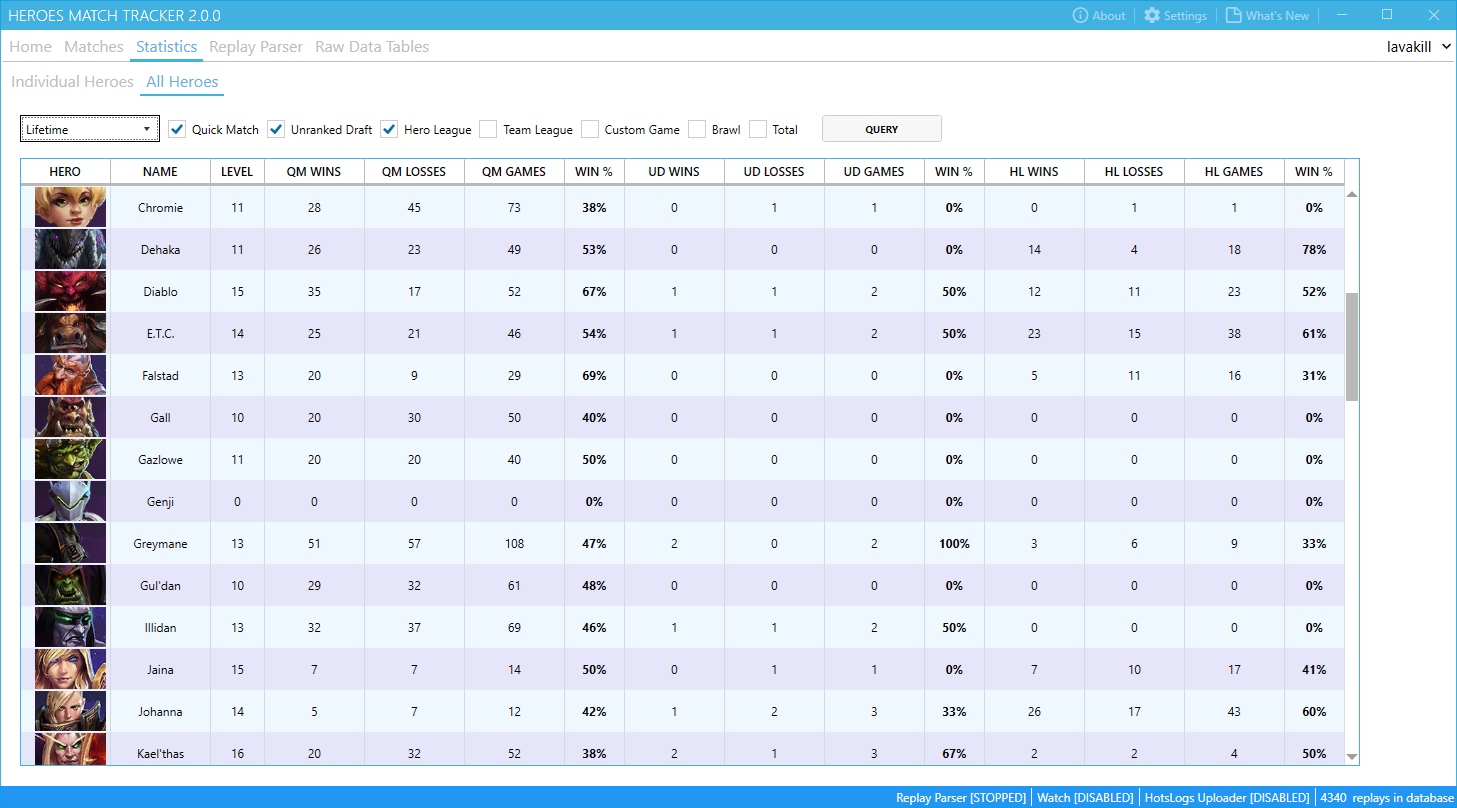 HEROES MATCH TRACKER 2.0.0 About Settings What's New
Home Matches Statistics Replay Parser Raw Data Tables lavakill
Individual Heroes All Heroes
Lifetime Quick Match Unranked Draft Hero League Team League Custom Game Brawl Total QUERY
HERO NAME LEVEL QM WINS QM LOSSES QM GAMES WIN % UD WINS UD LOSSES UD GAMES WIN % HL WINS HL LOSSES HL GAMES WIN %
Chromie 11 28 45 73 38% 0 1 1 0% 0 1 1 0%
Dehaka 11 26 23 49 53% 0 0 0 0% 14 4 18 78%
Diablo 15 35 17 52 67% 1 1 2 50% 12 11 23 52%
E.T.C. 14 25 21 46 54% 1 1 2 50% 23 15 38 61%
Falstad 13 20 9 29 69% 0 0 0 0% 5 11 16 31%
Gall 10 20 30 50 40% 0 0 0 0% 0 0 0 0%
Gazlowe 11 20 20 40 50% 0 0 0 0% 0 0 0 0%
Genji 0 0 0 0 0% 0 0 0 0% 0 0 0 0%
Greymane 13 51 57 108 47% 2 0 2 100% 3 6 9 33%
Gul'dan 10 29 32 61 48% 0 0 0 0% 0 0 0 0%
Illidan 13 32 37 69 46% 1 1 2 50% 0 0 0 0%
Jaina 15 7 7 14 50% 0 1 1 0% 7 10 17 41%
Johanna 14 5 7 12 42% 1 2 3 33% 26 17 43 60%
Kael'thas 16 20 32 52 38% 2 1 3 67% 2 2 4 50%
Replay Parser [STOPPED] Watch [DISABLED] HotsLogs Uploader [DISABLED] 4340 replays in database